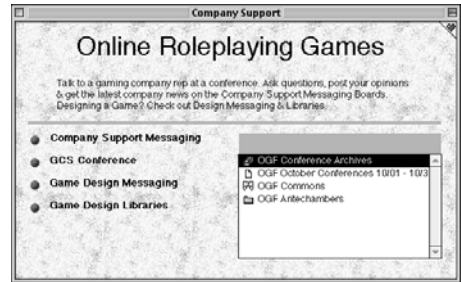 Company Support
Online Roleplaying Games
Talk to a gaming company rep at a conference. Ask questions, post your opinions
& get the latest company news on the Company Support Messaging Boards.
Designing a Game? Check out Design Messaging & Libraries.
Company Support Messaging
GCS Conference
Game Design Messaging
Game Design Libraries
OGF Conference Archives
OGF October Conferences 10/01 - 10/3
OGF Commons
OGF Antechambers